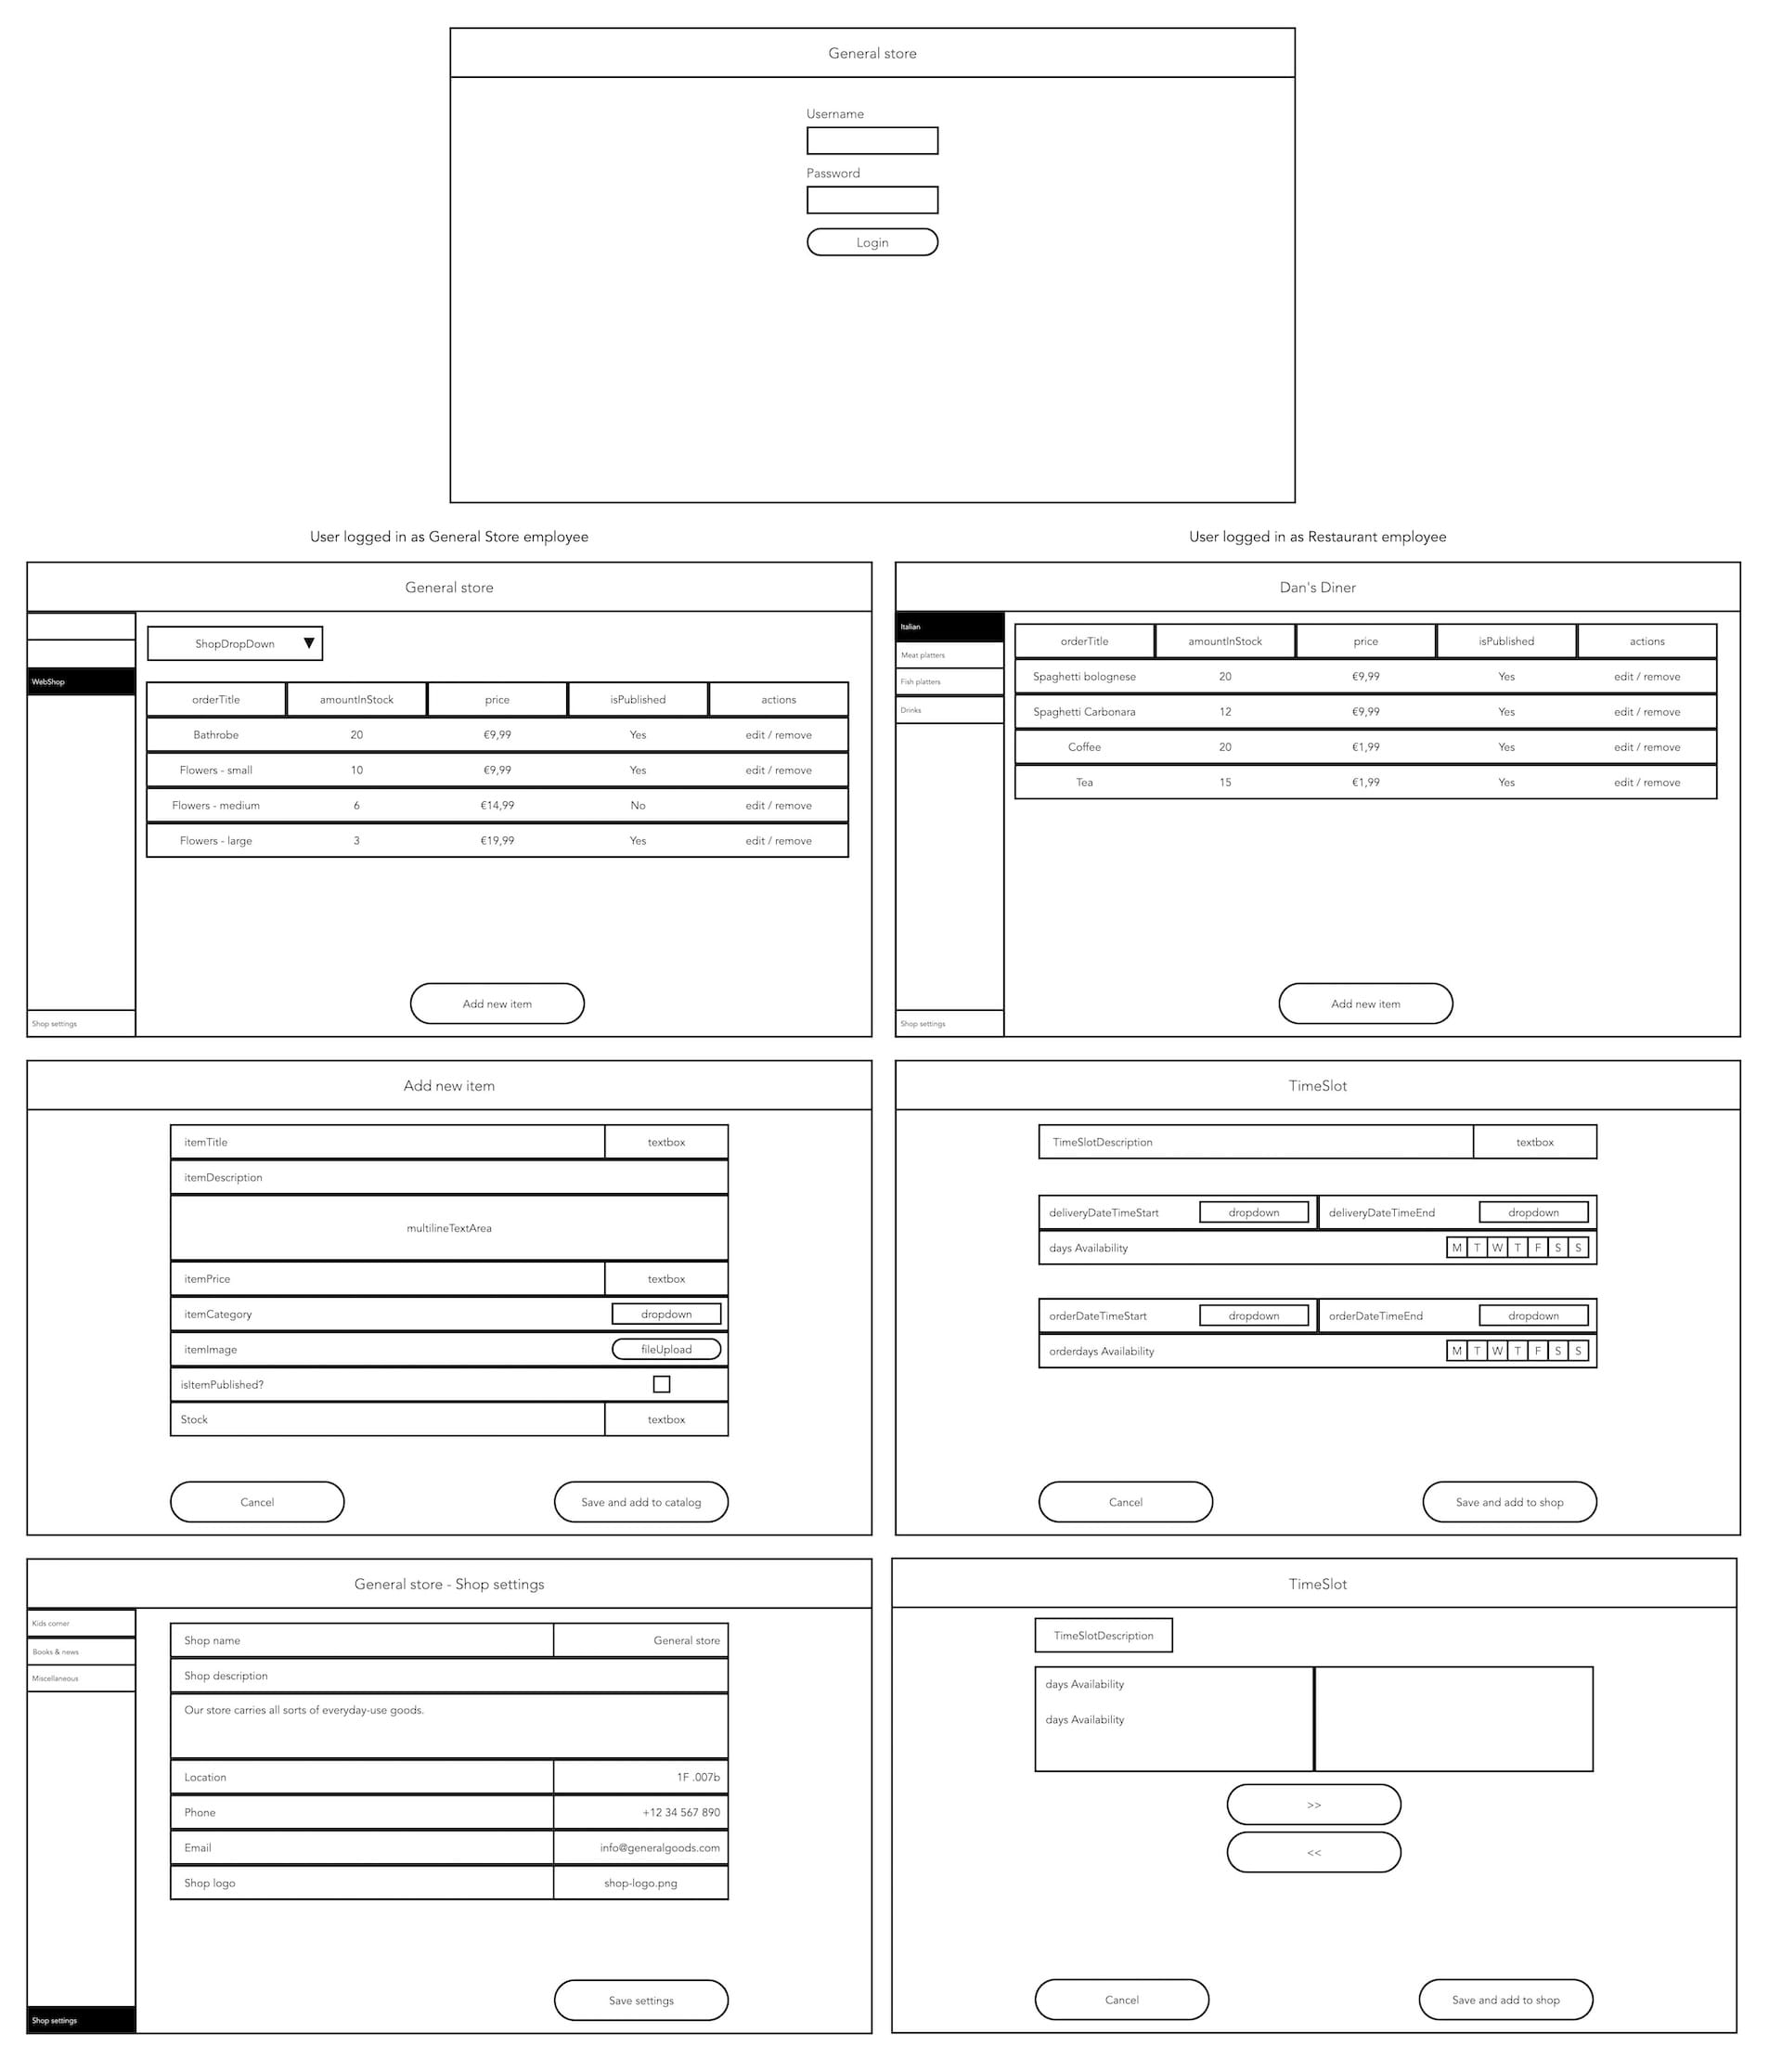 General store
Username
Password
Login
User logged in as General Store employee
General store
ShopDropDown ▼
WebShop
orderTitle amountInStock price isPublished actions
Bathrobe 20 €9,99 Yes edit / remove
Flowers - small 10 €9,99 Yes edit / remove
Flowers - medium 6 €14,99 No edit / remove
Flowers - large 3 €19,99 Yes edit / remove
Add new item
Shop settings
User logged in as Restaurant employee
Dan's Diner
Italian
Meat platters
Fish platters
Drinks
orderTitle amountInStock price isPublished actions
Spaghetti bolognese 20 €9,99 Yes edit / remove
Spaghetti Carbonara 12 €9,99 Yes edit / remove
Coffee 20 €1,99 Yes edit / remove
Tea 15 €1,99 Yes edit / remove
Add new item
Shop settings
Add new item
itemTitle textbox
itemDescription
multilineTextArea
itemPrice textbox
itemCategory dropdown
itemImage fileUpload
isItemPublished?
Stock textbox
Cancel Save and add to catalog
TimeSlot
TimeSlotDescription textbox
deliveryDateTimeStart dropdown deliveryDateTimeEnd dropdown
days Availability M T W T F S S
orderDateTimeStart dropdown orderDateTimeEnd dropdown
orderdays Availability M T W T F S S
Cancel Save and add to shop
General store - Shop settings
Kids corner
Books & news
Miscellaneous
Shop name General store
Shop description
Our store carries all sorts of everyday-use goods.
Location 1F .007b
Phone +12 34 567 890
Email info@generalgoods.com
Shop logo shop-logo.png
Save settings
Shop settings
TimeSlot
TimeSlotDescription
days Availability
days Availability
>>
<<
Cancel Save and add to shop